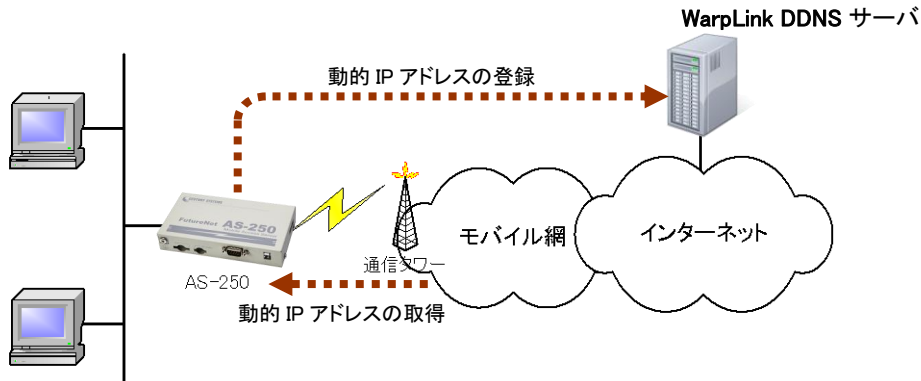 WarpLink DDNS サーバ
動的 IP アドレスの登録
FutureNet AS-250
モバイル網
インターネット
通信タワー
AS-250
動的 IP アドレスの取得